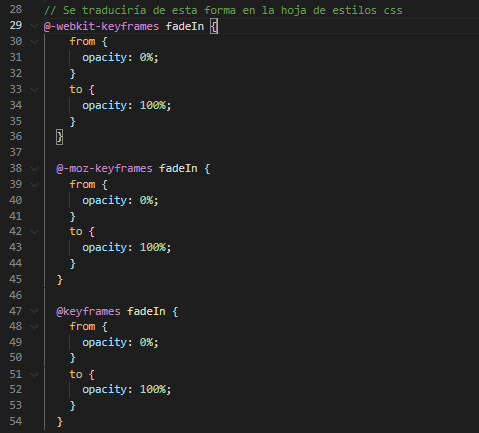 28 // Se traduciría de esta forma en la hoja de estilos css
29 @-webkit-keyframes fadeIn {
30 from {
31 opacity: 0%;
32 }
33 to {
34 opacity: 100%;
35 }
36 }
37
38 @-moz-keyframes fadeIn {
39 from {
40 opacity: 0%;
41 }
42 to {
43 opacity: 100%;
44 }
45 }
46
47 @keyframes fadeIn {
48 from {
49 opacity: 0%;
50 }
51 to {
52 opacity: 100%;
53 }
54 }